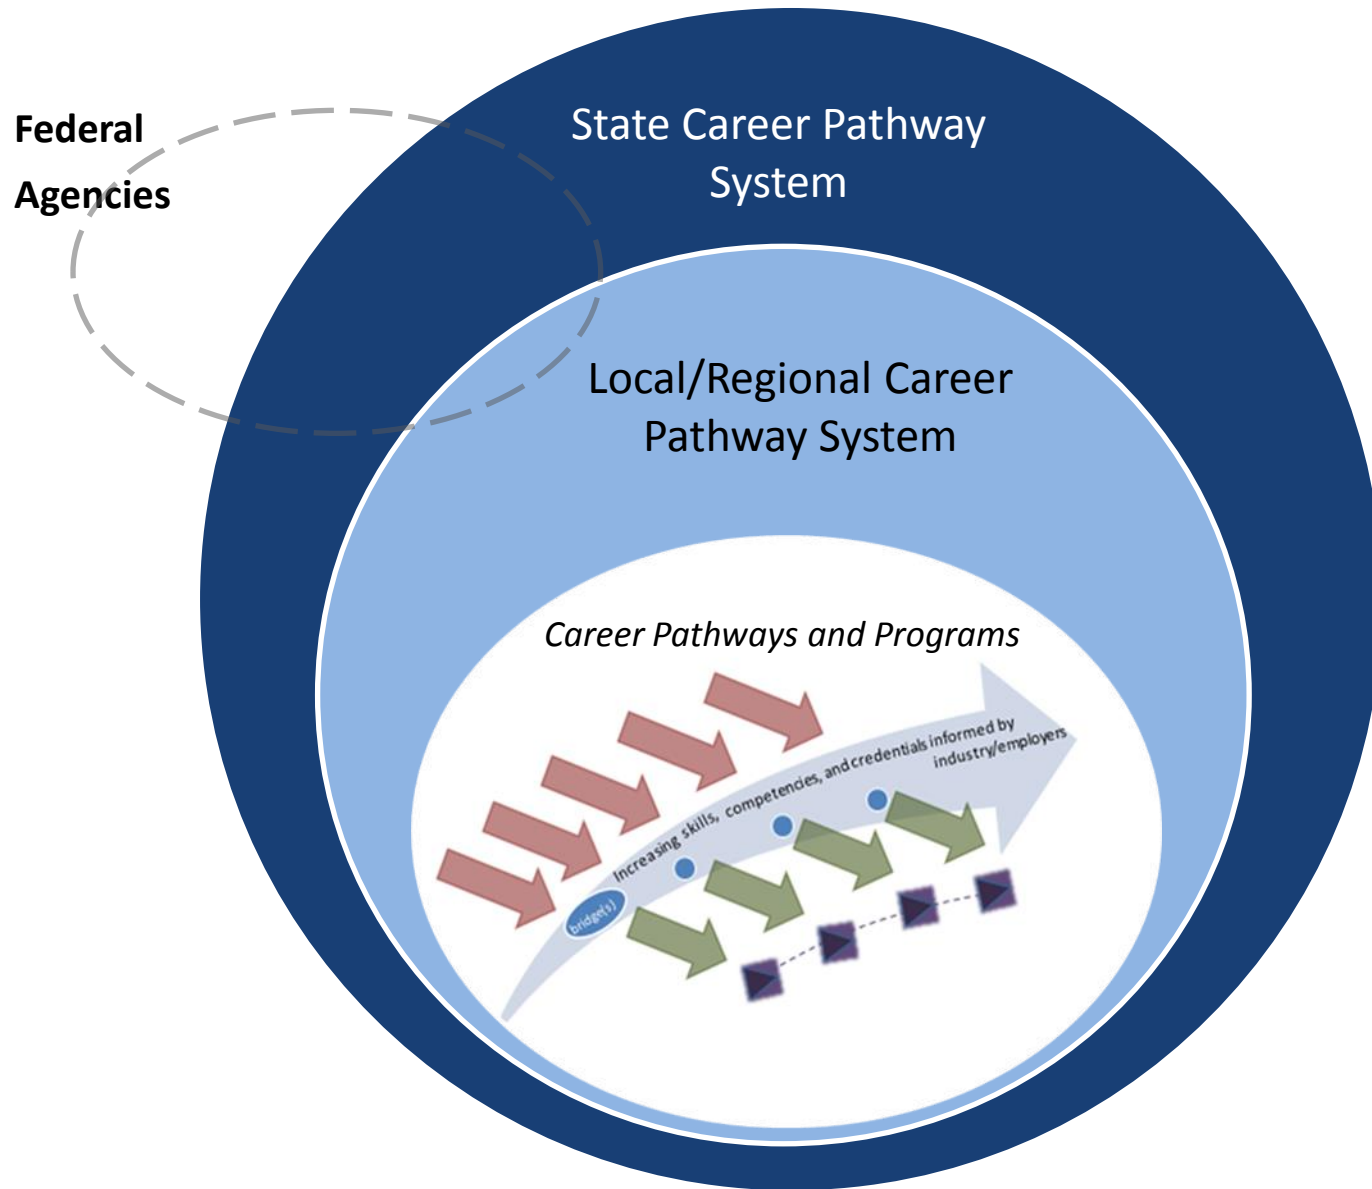 Federal
Agencies
State Career Pathway
System
Local/Regional Career
Pathway System
Career Pathways and Programs
Increasing skills, competencies, and credentials informed by
industry/employers
bridge(s)